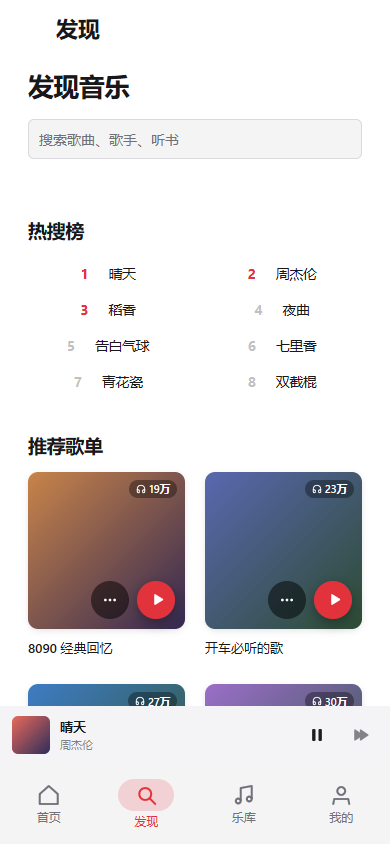 发现
发现音乐
搜索歌曲、歌手、听书
热搜榜
1 晴天 2 周杰伦
3 稻香 4 夜曲
5 告白气球 6 七里香
7 青花瓷 8 双截棍
推荐歌单
19万 23万
8090 经典回忆 开车必听的歌
27万 30万
晴天
周杰伦
首页 发现 乐库 我的